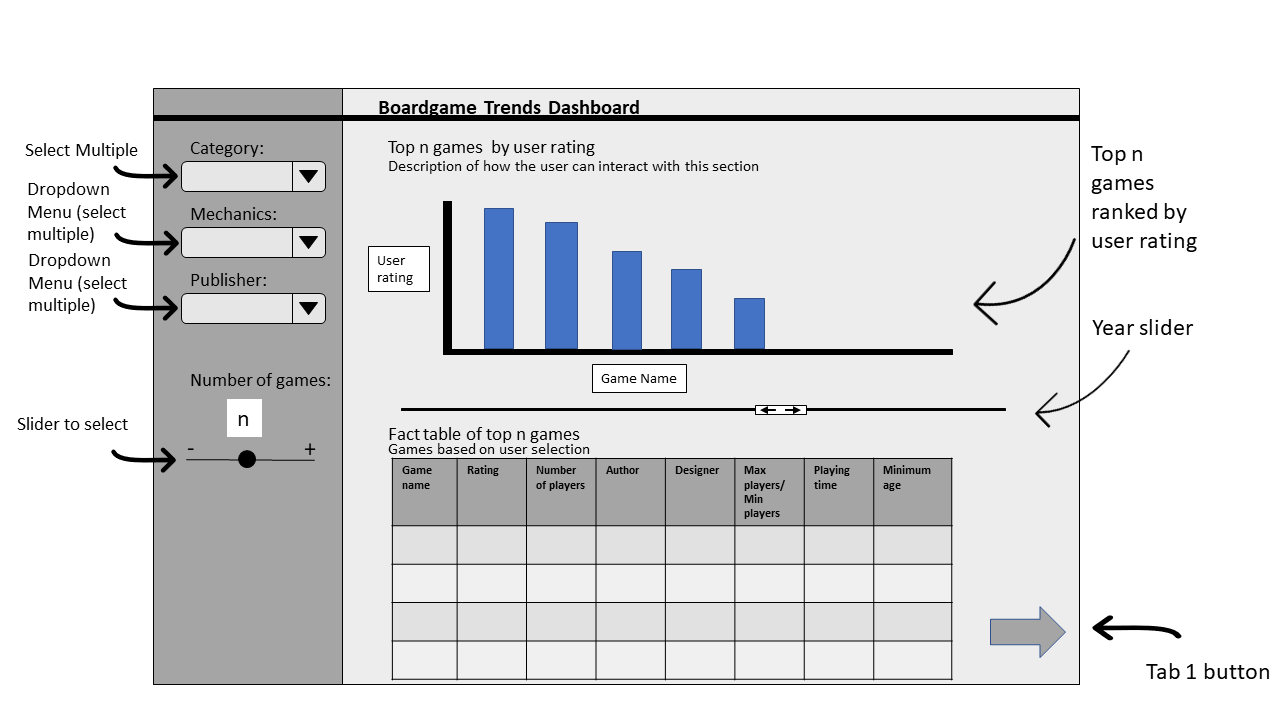 Boardgame Trends Dashboard
Select Multiple
Dropdown
Menu (select
multiple)
Dropdown
Menu (select
multiple)
Slider to select
Category:
Mechanics:
Publisher:
Number of games:
n
- +
Top n games by user rating
Description of how the user can interact with this section
User
rating
Game Name
Fact table of top n games
Games based on user selection
Game
name
Rating
Number
of players
Author
Designer
Max
players/
Min
players
Playing
time
Minimum
age
Top n
games
ranked by
user rating
Year slider
Tab 1 button